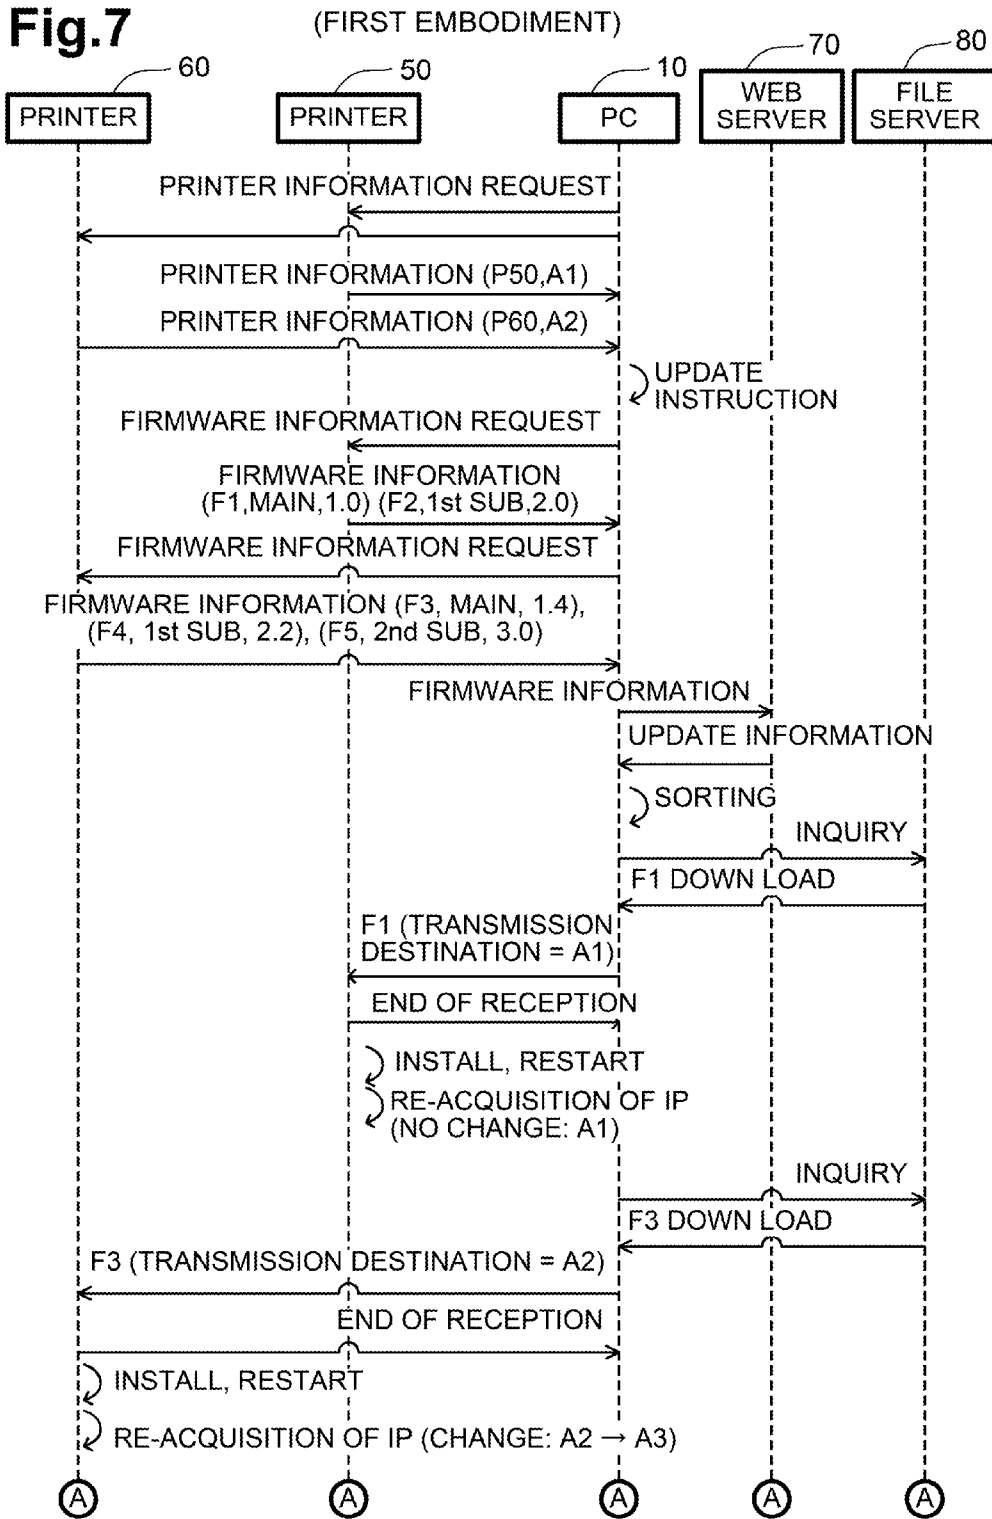 Fig.7
(FIRST EMBODIMENT)
60
50
10
70
80
PRINTER
PRINTER
PC
WEB
SERVER
FILE
SERVER
PRINTER INFORMATION REQUEST
PRINTER INFORMATION (P50,A1)
PRINTER INFORMATION (P60,A2)
UPDATE
INSTRUCTION
FIRMWARE INFORMATION REQUEST
FIRMWARE INFORMATION
(F1,MAIN,1.0) (F2,1st SUB,2.0)
FIRMWARE INFORMATION REQUEST
FIRMWARE INFORMATION (F3, MAIN, 1.4),
(F4, 1st SUB, 2.2), (F5, 2nd SUB, 3.0)
FIRMWARE INFORMATION
UPDATE INFORMATION
SORTING
INQUIRY
F1 DOWN LOAD
F1 (TRANSMISSION
DESTINATION = A1)
END OF RECEPTION
INSTALL, RESTART
RE-ACQUISITION OF IP
(NO CHANGE: A1)
INQUIRY
F3 DOWN LOAD
F3 (TRANSMISSION DESTINATION = A2)
END OF RECEPTION
INSTALL, RESTART
RE-ACQUISITION OF IP (CHANGE: A2 → A3)
A
A
A
A
A